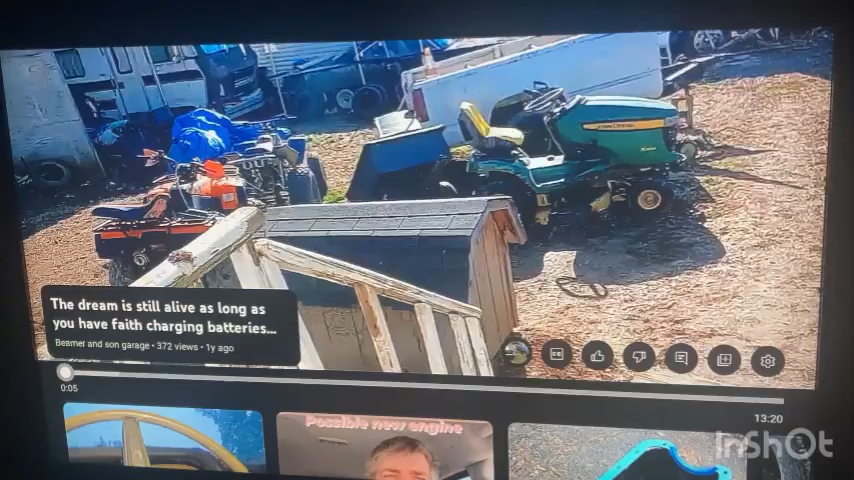 The dream is still alive as long as
you have faith charging batteries...
Beamer and son garage • 372 views • 1y ago
0:05
13:20
Possible new engine
InShOt